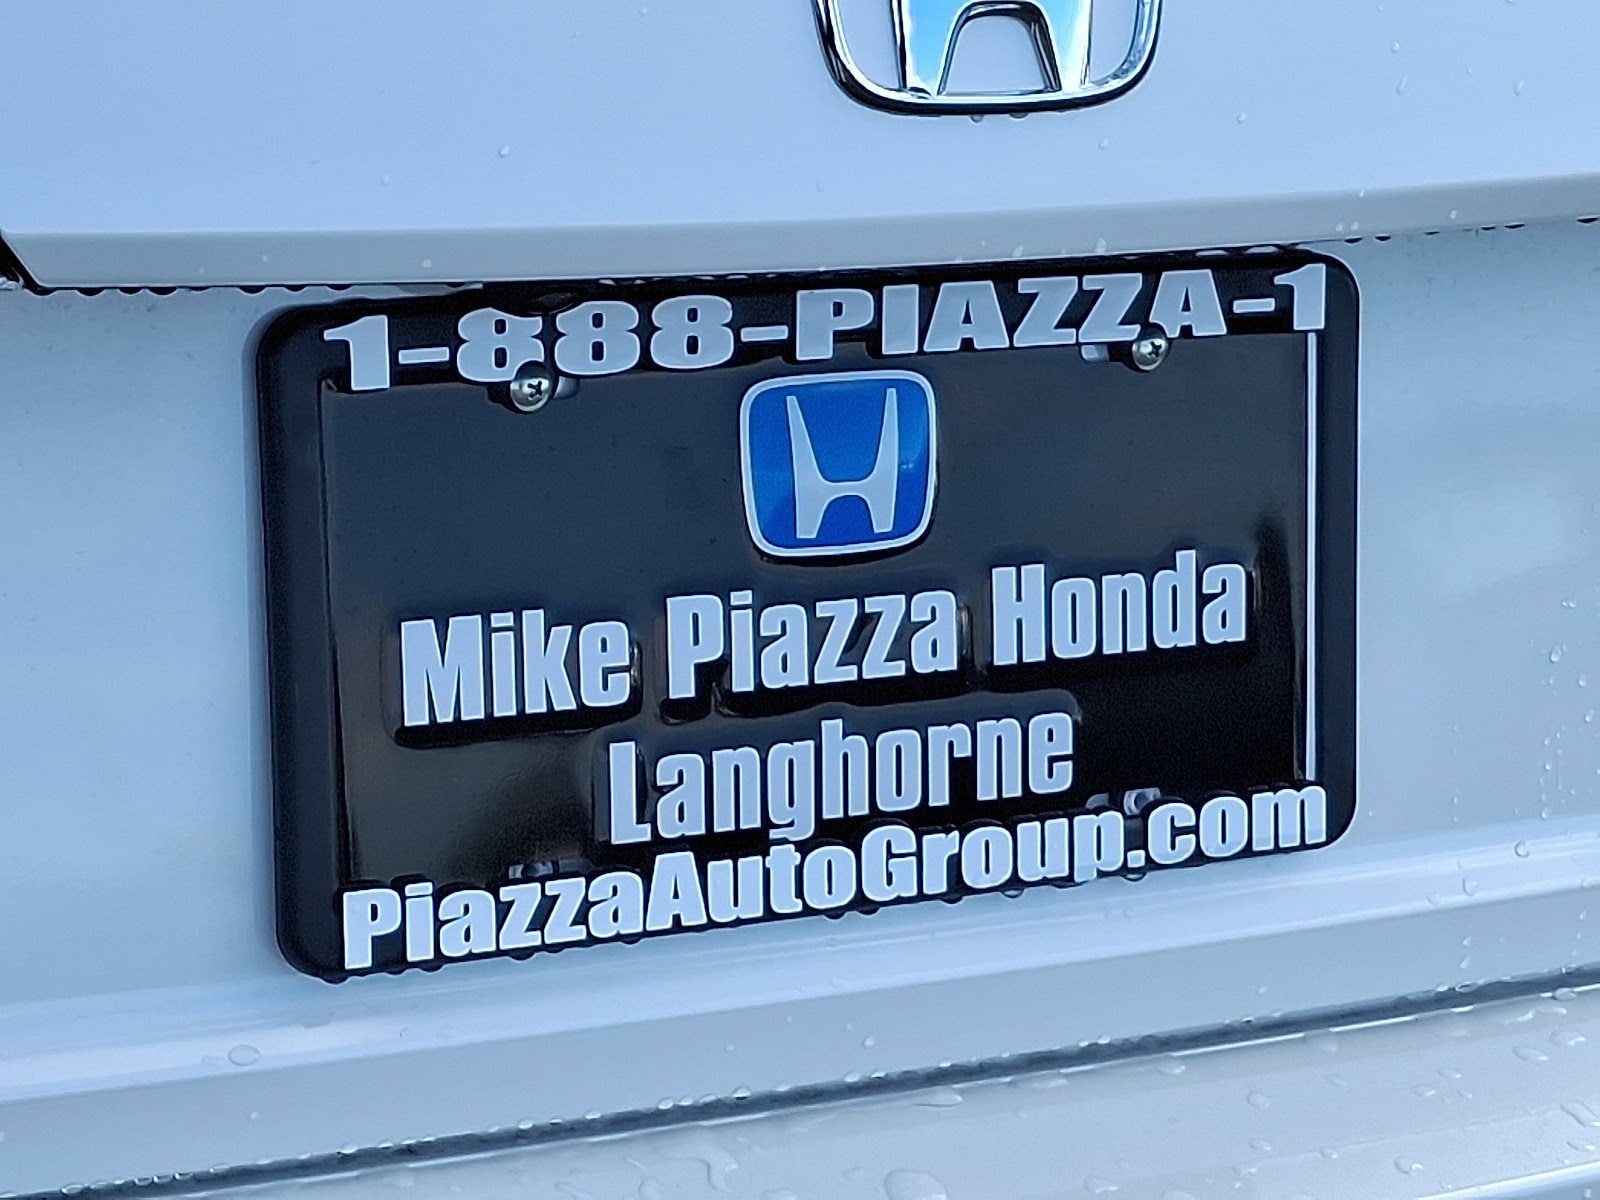 1-888-PIAZZA-1
Mike Piazza Honda
Langhorne
PiazzaAutoGroup.com